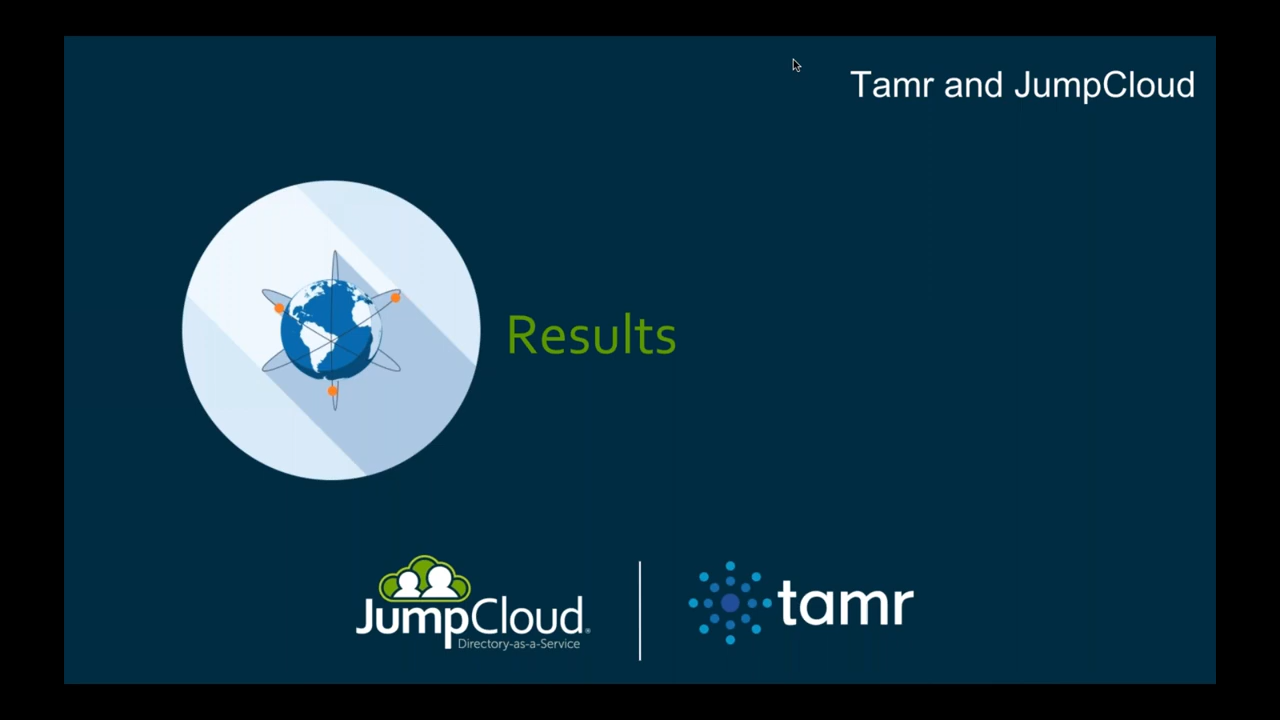 Tamr and JumpCloud
Results
JumpCloud®
Directory-as-a-Service
tamr